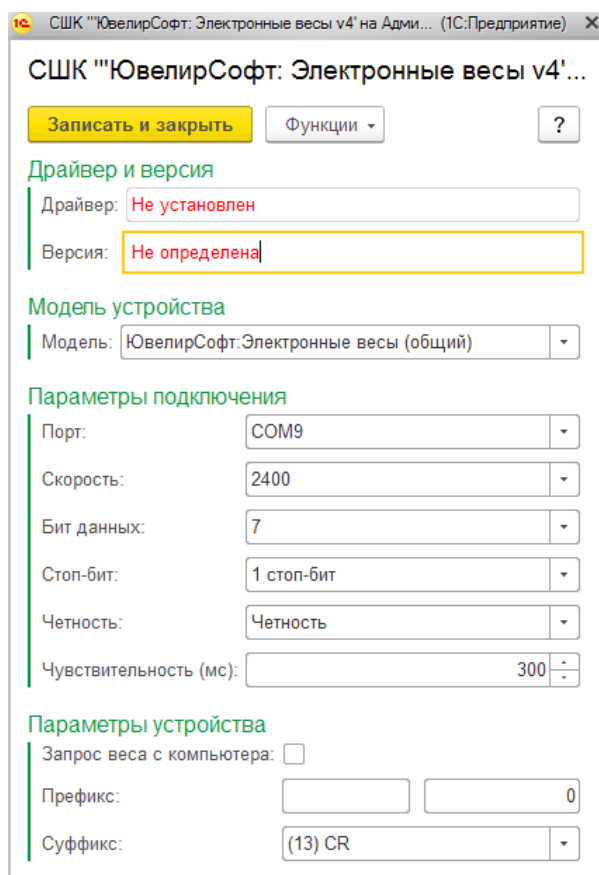 1С СШК "'ЮвелирСофт: Электронные весы v4' на Адми... (1С:Предприятие) X
СШК "'ЮвелирСофт: Электронные весы v4'...
Записать и закрыть Функции ?
Драйвер и версия
Драйвер: Не установлен
Версия: Не определена
Модель устройства
Модель: ЮвелирСофт:Электронные весы (общий)
Параметры подключения
Порт: COM9
Скорость: 2400
Бит данных: 7
Стоп-бит: 1 стоп-бит
Четность: Четность
Чувствительность (мс): 300
Параметры устройства
Запрос веса с компьютера:
Префикс: 0
Суффикс: (13) CR